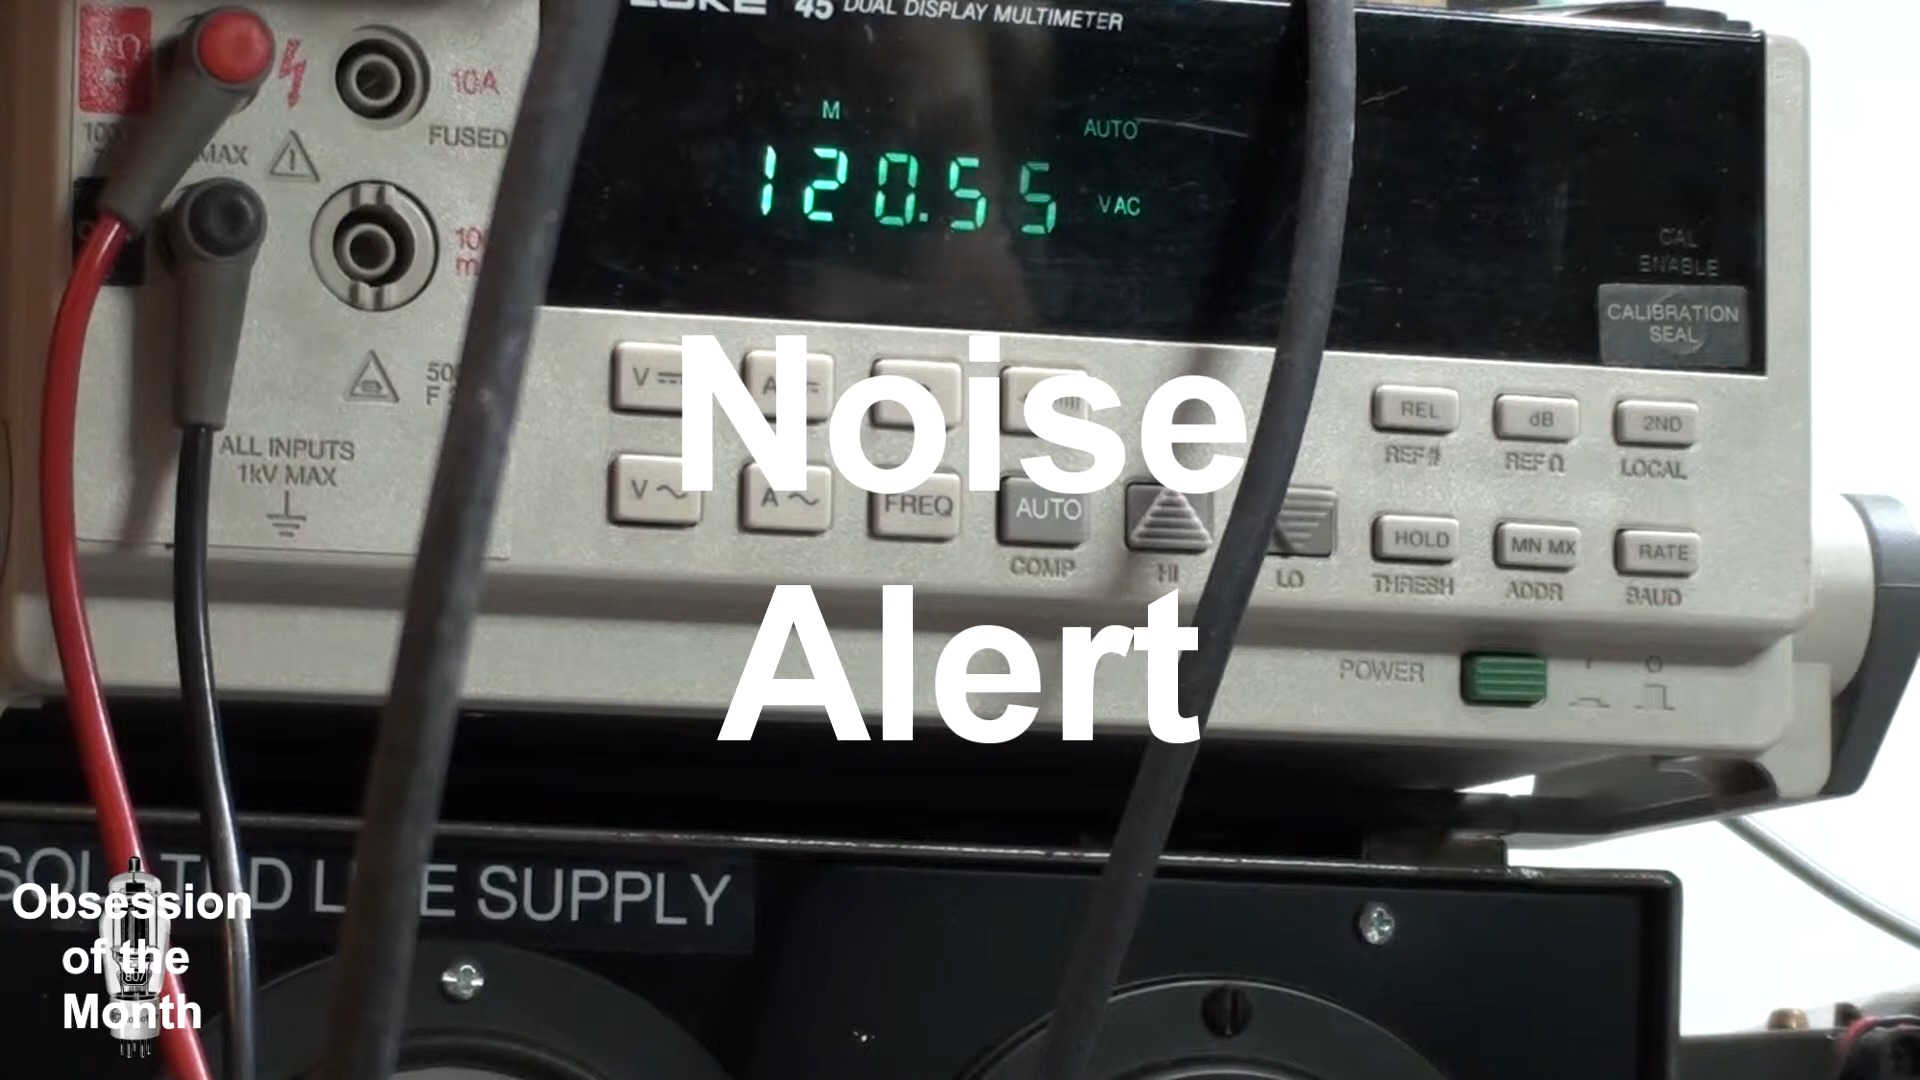 45 DUAL DISPLAY MULTIMETER
10A
FUSED
MAX
M
AUTO
120.55
VAC
CAL
ENABLE
CALIBRATION
SEAL
ALL INPUTS
1kV MAX
V
A
REL
dB
2ND
REF #
REF Ω
LOCAL
V~
A~
FREQ
AUTO
HOLD
MN MX
RATE
COMP
HI
LO
THRESH
ADDR
BAUD
POWER
Noise
Alert
SUPPLY
Obsession
of the
Month
807